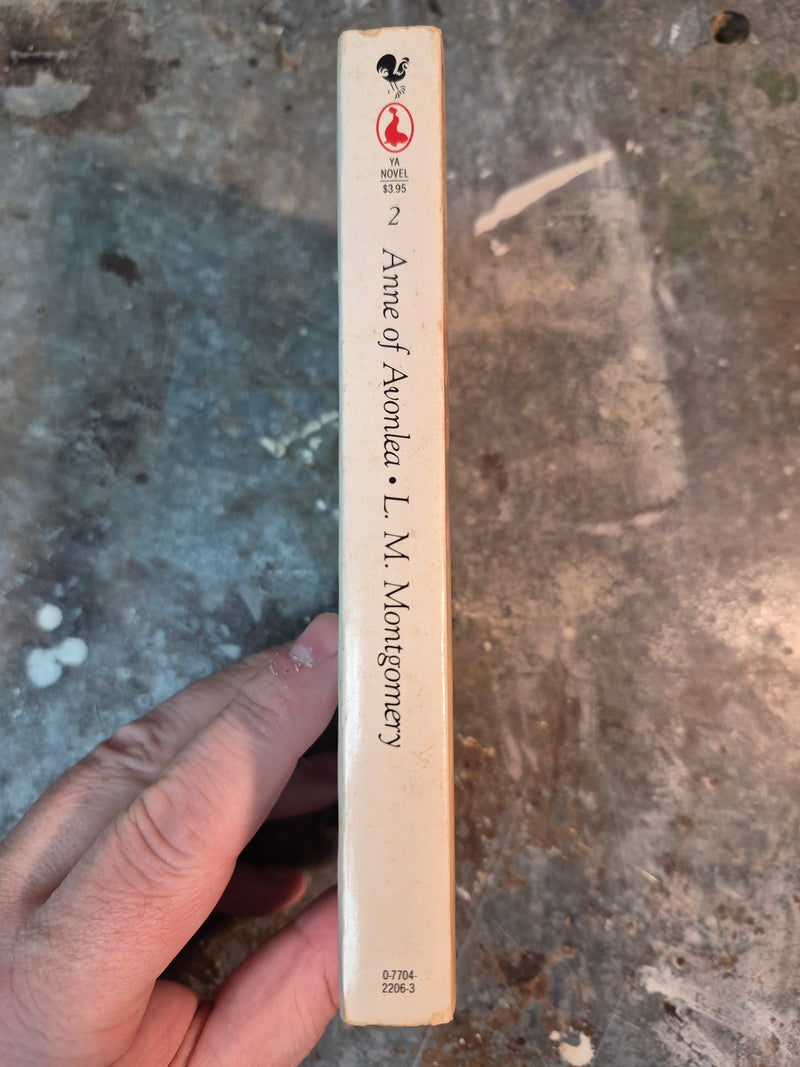 YA
NOVEL
$3.95
2
Anne of Avonlea • L. M. Montgomery
0-7704-
2206-3